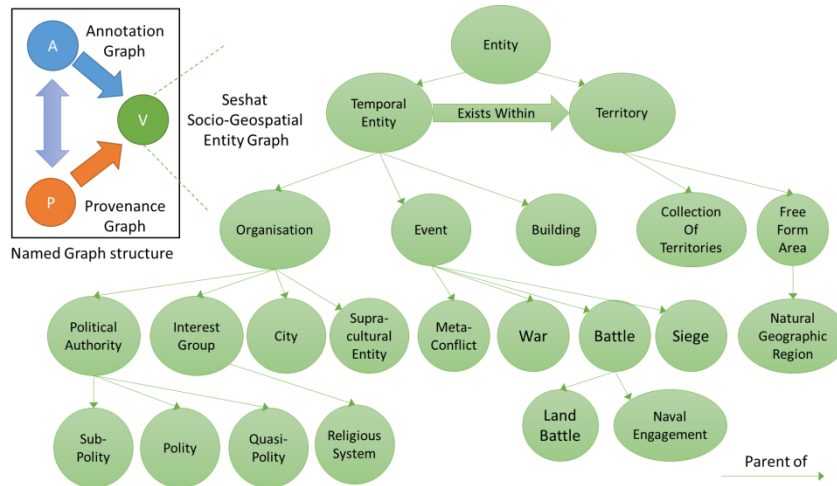 A
Annotation
Graph
V
P
Provenance
Graph
Named Graph structure
Seshat
Socio-Geospatial
Entity Graph
Entity
Temporal
Entity
Exists Within
Territory
Organisation
Event
Building
Collection
Of
Territories
Free
Form
Area
Political
Authority
Interest
Group
City
Supra-
cultural
Entity
Meta-
Conflict
War
Battle
Siege
Natural
Geographic
Region
Sub-
Polity
Polity
Quasi-
Polity
Religious
System
Land
Battle
Naval
Engagement
Parent of